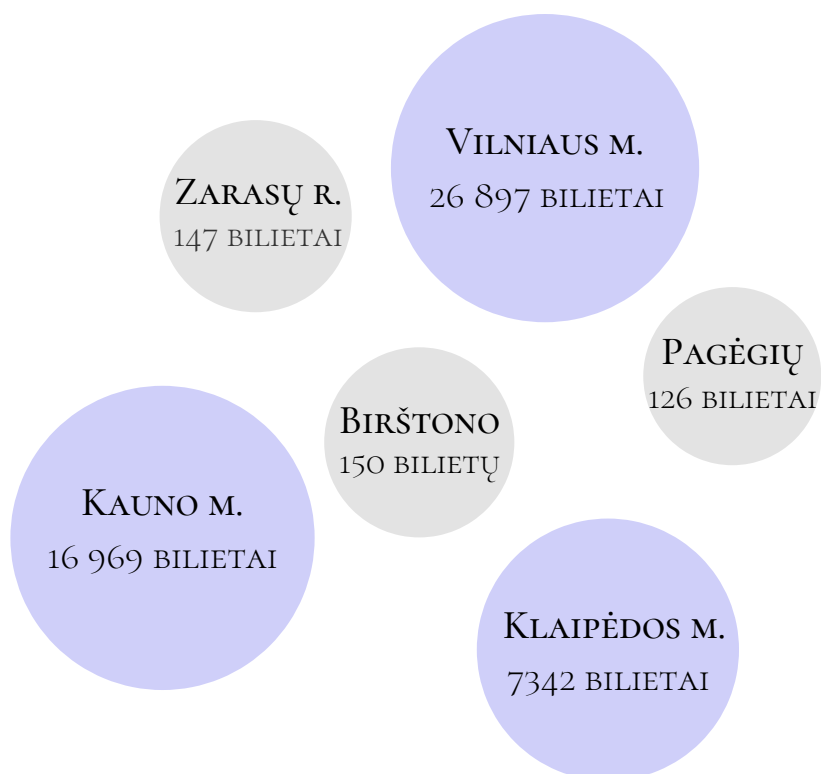 Vilniaus m.
26 897 bilietai
Zarasų r.
147 bilietai
Pagėgių
126 bilietai
Birštono
150 bilietų
Kauno m.
16 969 bilietai
Klaipėdos m.
7342 bilietai